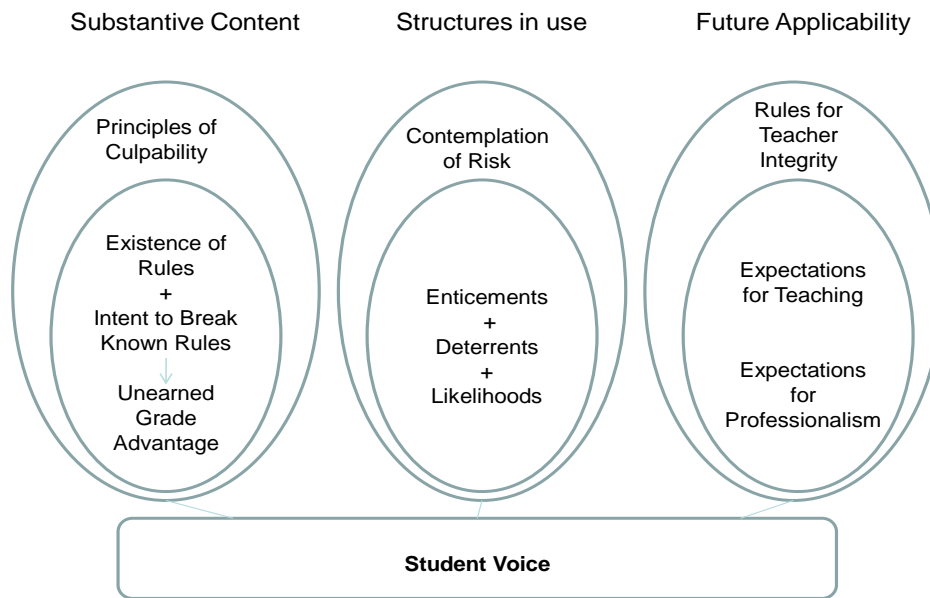 Substantive Content
Structures in use
Future Applicability
Principles of
Culpability
Existence of
Rules
+
Intent to Break
Known Rules
Unearned
Grade
Advantage
Contemplation
of Risk
Enticements
+
Deterrents
+
Likelihoods
Rules for
Teacher
Integrity
Expectations
for Teaching
Expectations
for
Professionalism
Student Voice